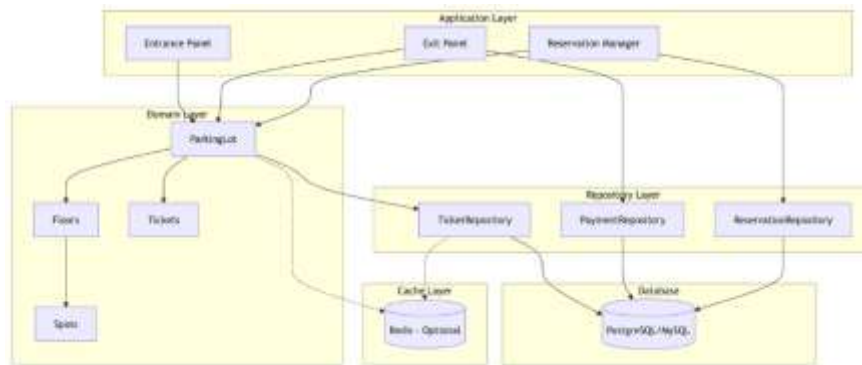 Application Layer
Entrance Panel
Exit Panel
Reservation Manager
Domain Layer
ParkingLot
Repository Layer
Floors
Tickets
TicketRepository
PaymentRepository
ReservationRepository
Cache Layer
Database
Spots
Redis - Optional
PostgreSQL/MySQL